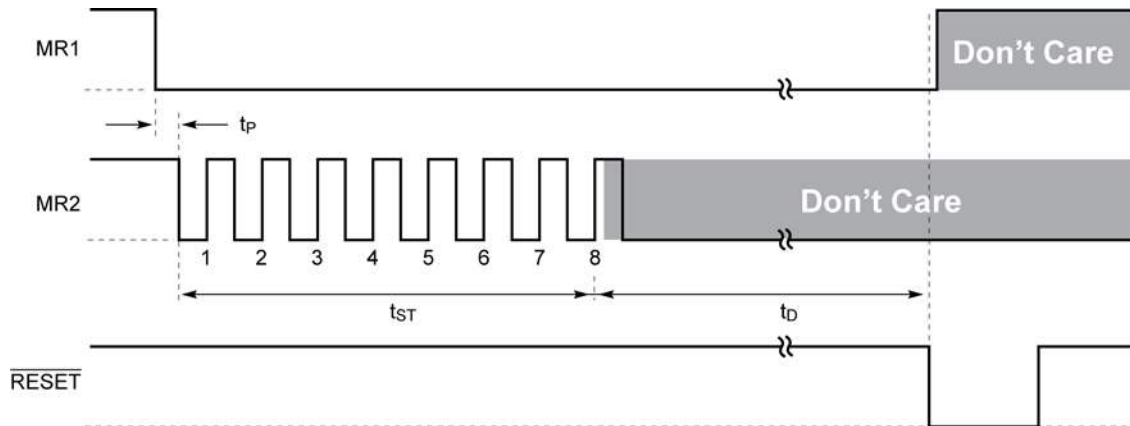 MR1
Don't Care
tP
MR2
Don't Care
1 2 3 4 5 6 7 8
tST
tD
RESET